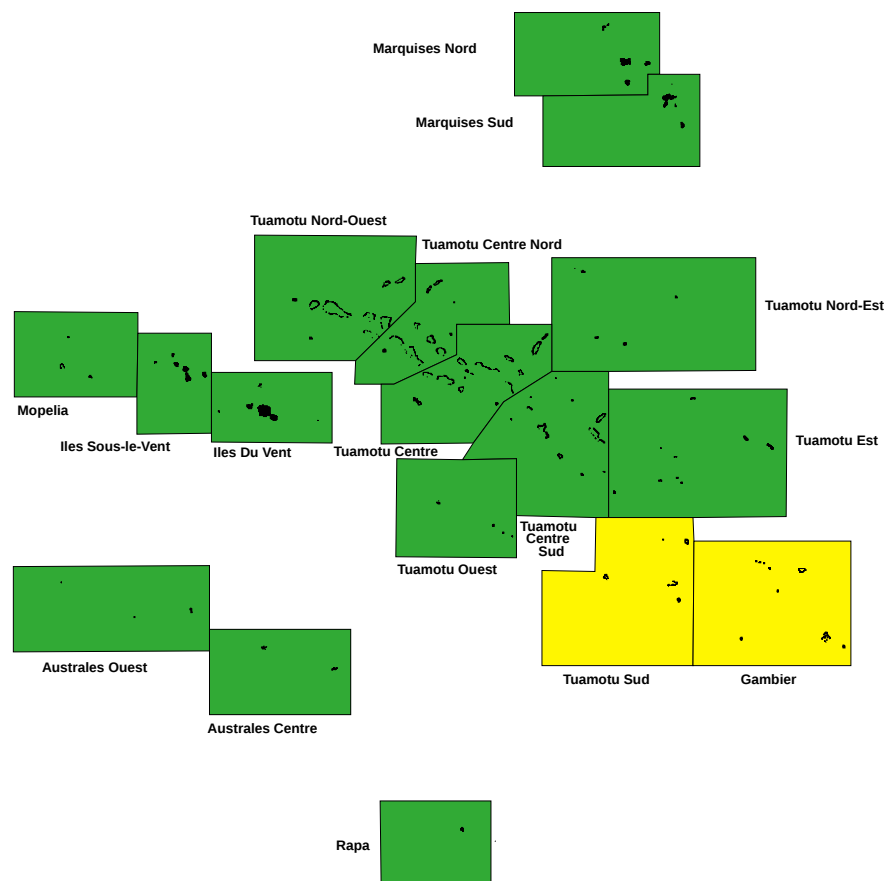 Marquises Nord
Marquises Sud
Tuamotu Nord-Ouest
Tuamotu Centre Nord
Tuamotu Nord-Est
Mopelia
Iles Sous-le-Vent
Iles Du Vent
Tuamotu Centre
Tuamotu Est
Tuamotu
Centre
Sud
Tuamotu Ouest
Australes Ouest
Tuamotu Sud
Gambier
Australes Centre
Rapa